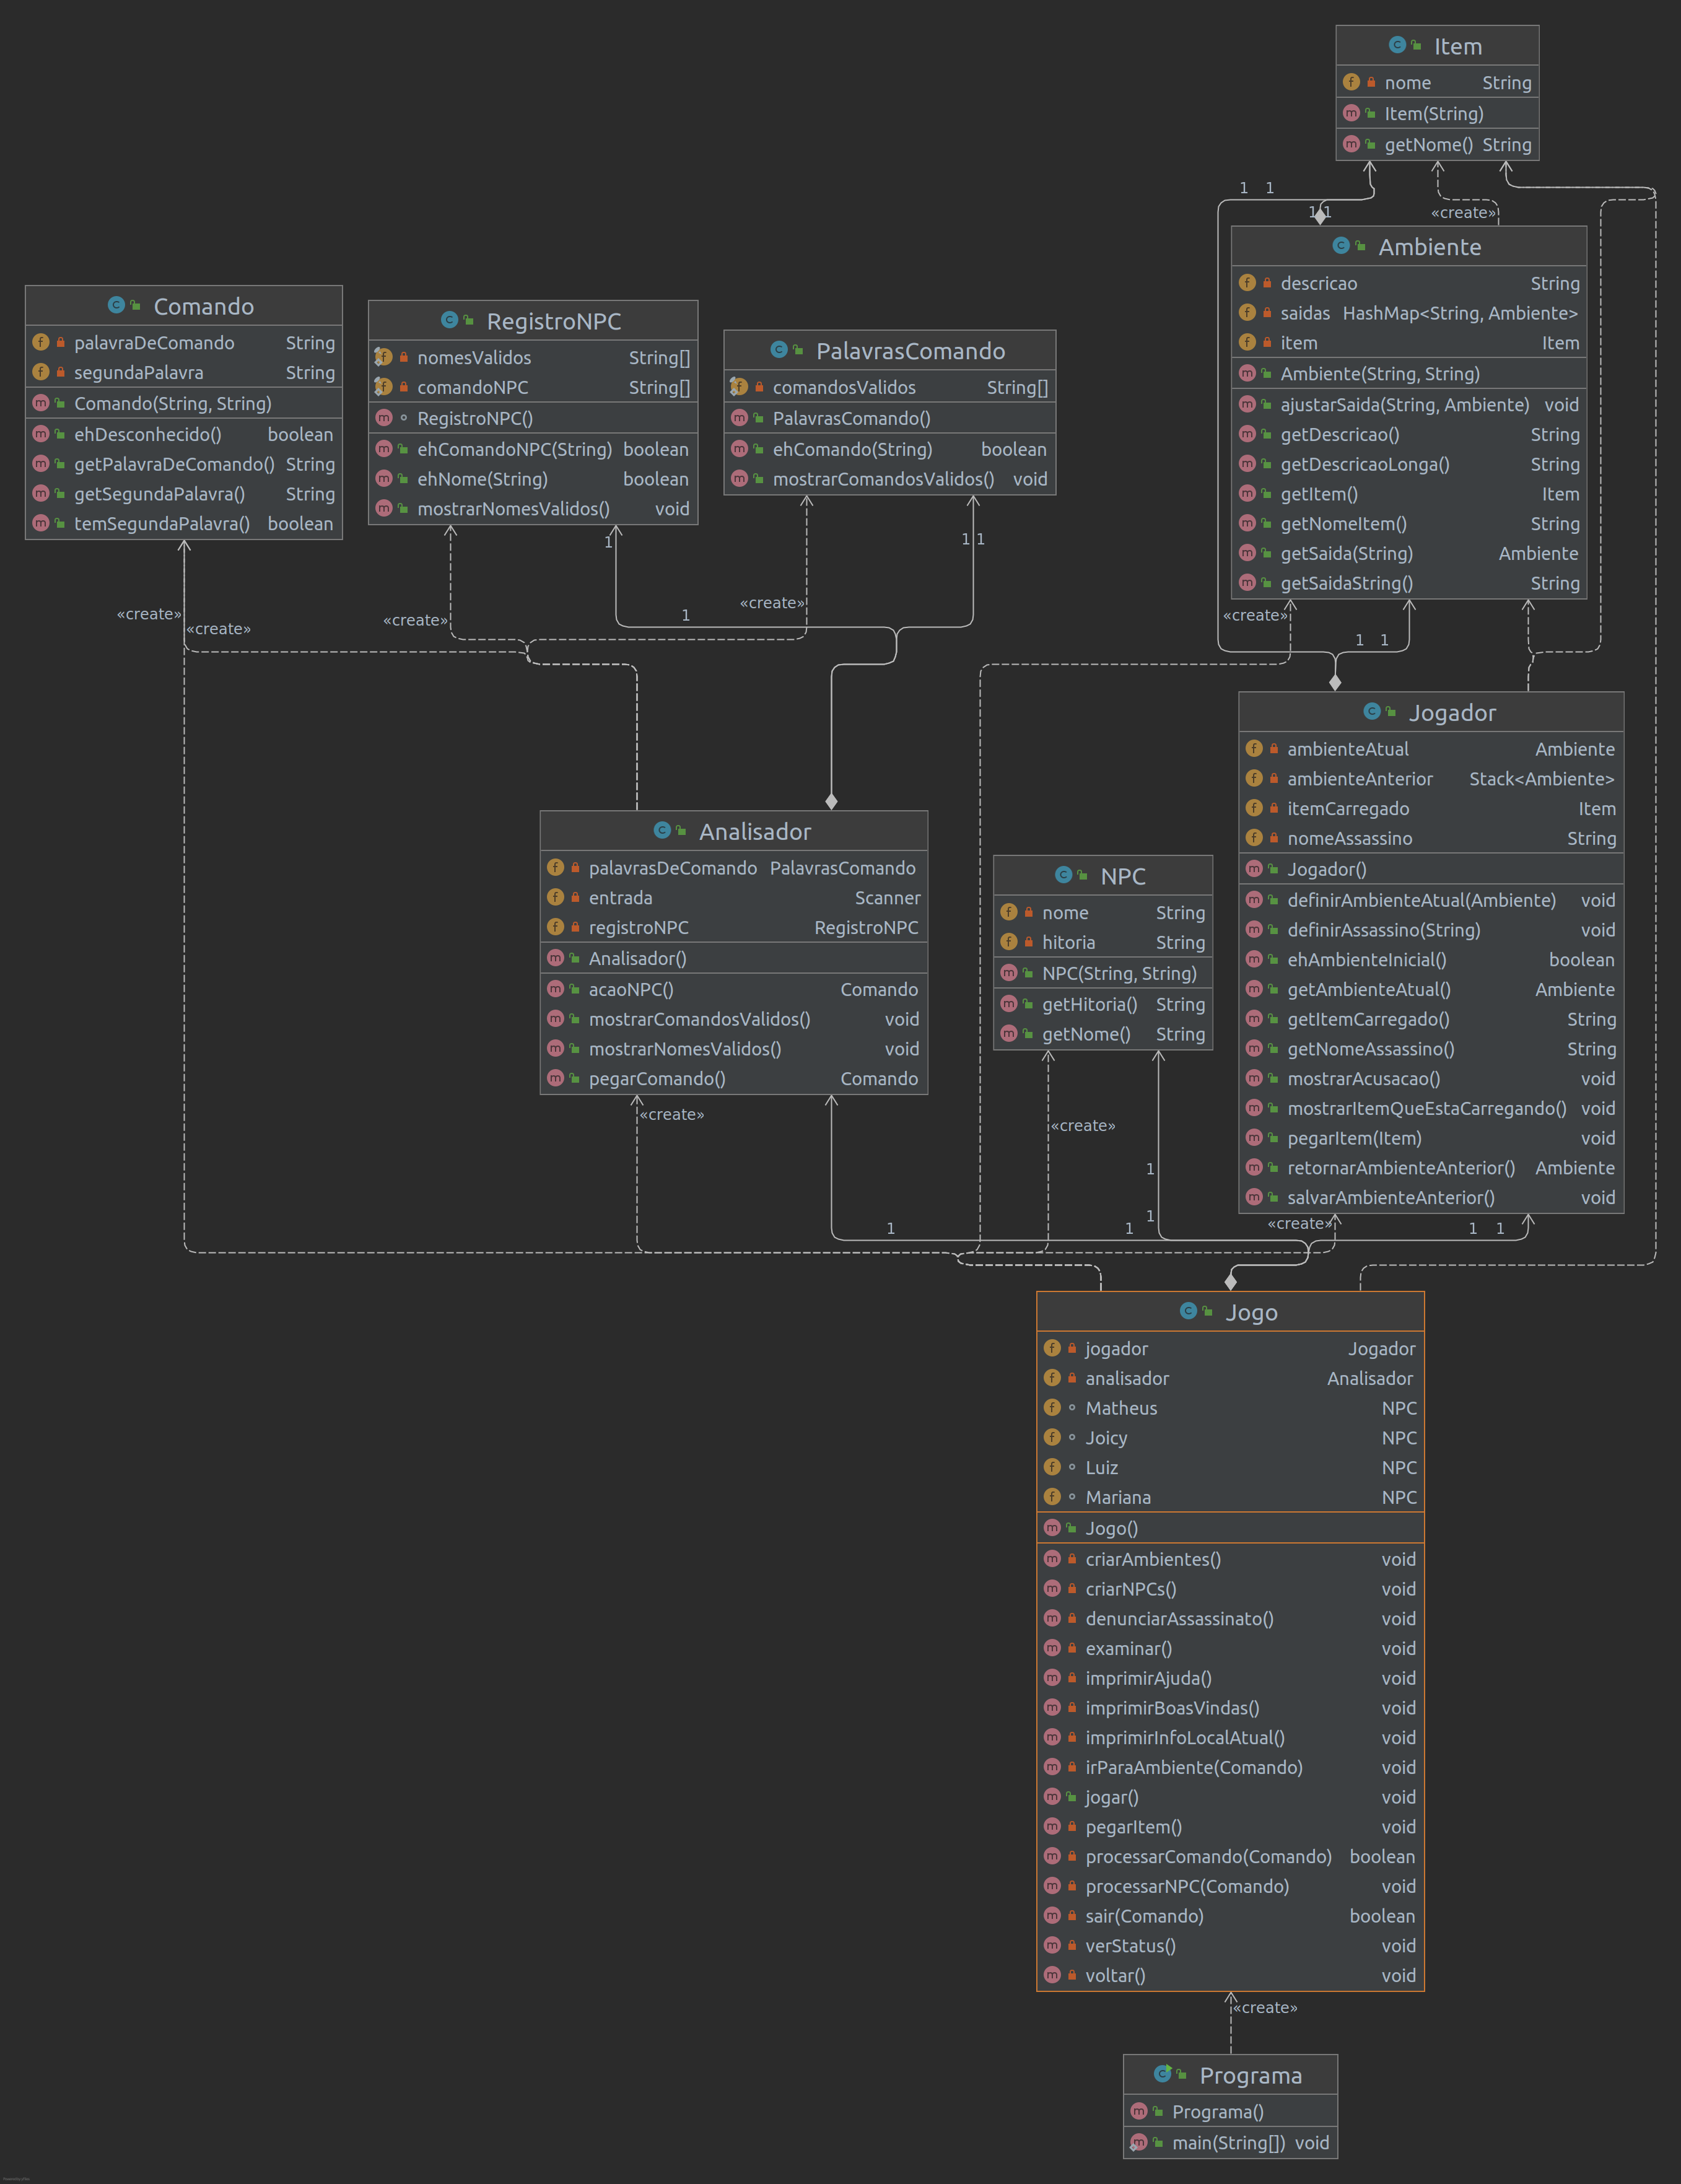 Item
nome String
Item(String)
getNome() String
1 1
1 1
«create»
Ambiente
descricao String
saidas HashMap<String, Ambiente>
item Item
Ambiente(String, String)
ajustarSaida(String, Ambiente) void
getDescricao() String
getDescricaoLonga() String
getItem() Item
getNomeItem() String
getSaida(String) Ambiente
getSaidaString() String
Comando
palavraDeComando String
segundaPalavra String
Comando(String, String)
ehDesconhecido() boolean
getPalavraDeComando() String
getSegundaPalavra() String
temSegundaPalavra() boolean
RegistroNPC
nomesValidos String[]
comandoNPC String[]
RegistroNPC()
ehComandoNPC(String) boolean
ehNome(String) boolean
mostrarNomesValidos() void
PalavrasComando
comandosValidos String[]
PalavrasComando()
ehComando(String) boolean
mostrarComandosValidos() void
1
1 1
«create»
«create»
«create»
1
«create»
«create»
1 1
Jogador
ambienteAtual Ambiente
ambienteAnterior Stack<Ambiente>
itemCarregado Item
nomeAssassino String
Jogador()
definirAmbienteAtual(Ambiente) void
definirAssassino(String) void
ehAmbienteInicial() boolean
getAmbienteAtual() Ambiente
getItemCarregado() String
getNomeAssassino() String
mostrarAcusacao() void
mostrarItemQueEstaCarregando() void
pegarItem(Item) void
retornarAmbienteAnterior() Ambiente
salvarAmbienteAnterior() void
Analisador
palavrasDeComando PalavrasComando
entrada Scanner
registroNPC RegistroNPC
Analisador()
acaoNPC() Comando
mostrarComandosValidos() void
mostrarNomesValidos() void
pegarComando() Comando
NPC
nome String
hitoria String
NPC(String, String)
getHitoria() String
getNome() String
«create»
«create»
1
1
«create»
1
1
1 1
Jogo
jogador Jogador
analisador Analisador
Matheus NPC
Joicy NPC
Luiz NPC
Mariana NPC
Jogo()
criarAmbientes() void
criarNPCs() void
denunciarAssassinato() void
examinar() void
imprimirAjuda() void
imprimirBoasVindas() void
imprimirInfoLocalAtual() void
irParaAmbiente(Comando) void
jogar() void
pegarItem() void
processarComando(Comando) boolean
processarNPC(Comando) void
sair(Comando) boolean
verStatus() void
voltar() void
«create»
Programa
Programa()
main(String[]) void